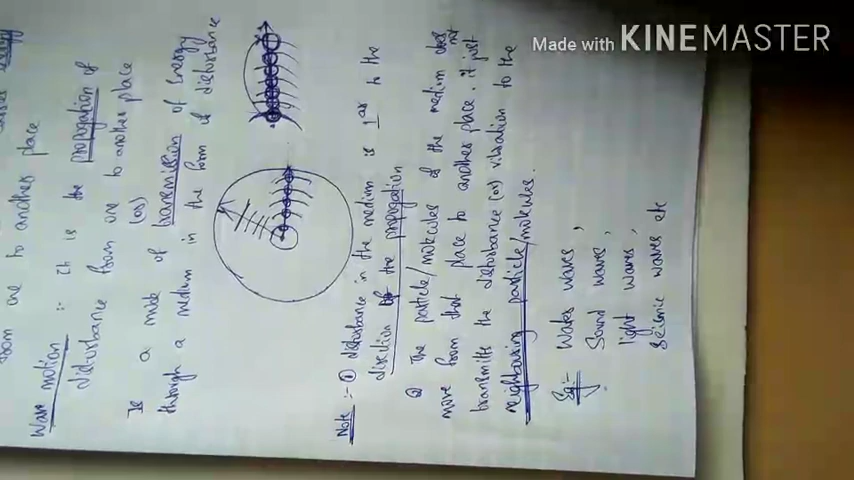 from one to another place
Wave motion :- It is the propagation of
disturbance from one to another place
(or)
is a mode of transmission of Energy
through a medium in the form of disturbance
Note :- ① disturbance in the medium is 1ar to the
direction of the propagation
② The particle/molecules of the medium does not
move from that place to another place. it just
transmits the disturbance (or) vibration to the
neighbouring particle/molecules.
Eg:- Water waves,
Sound waves,
light waves,
Seismic waves etc
Made with KINEMASTER